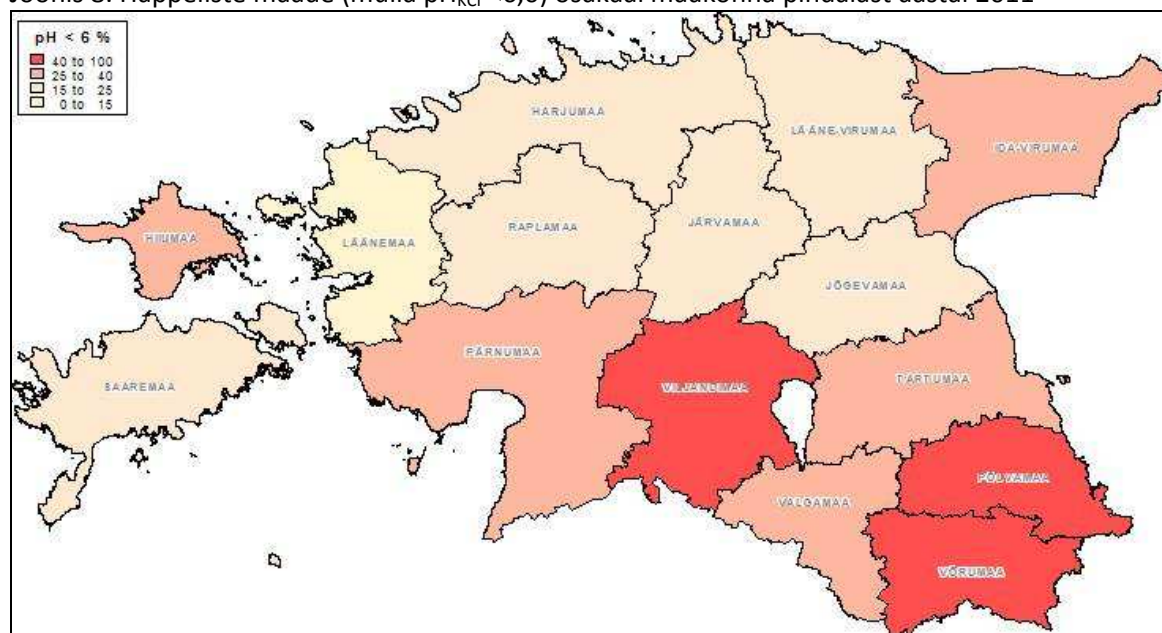 Joonis 8. Happeliste muldade (mulla pHKCl <6,0) osakaal maakonna pindalast aastal 2011
pH < 6 %
40 to 100
25 to 40
15 to 25
0 to 15
HARJUMAA
LÄÄNE-VIRUMAA
IDA-VIRUMAA
HIIUMAA
LÄÄNEMAA
RAPLAMAA
JÄRVAMAA
JÕGEVAMAA
PÄRNUMAA
VILJANDIMAA
TARTUMAA
SAAREMAA
VALGAMAA
PÕLVAMAA
VÕRUMAA